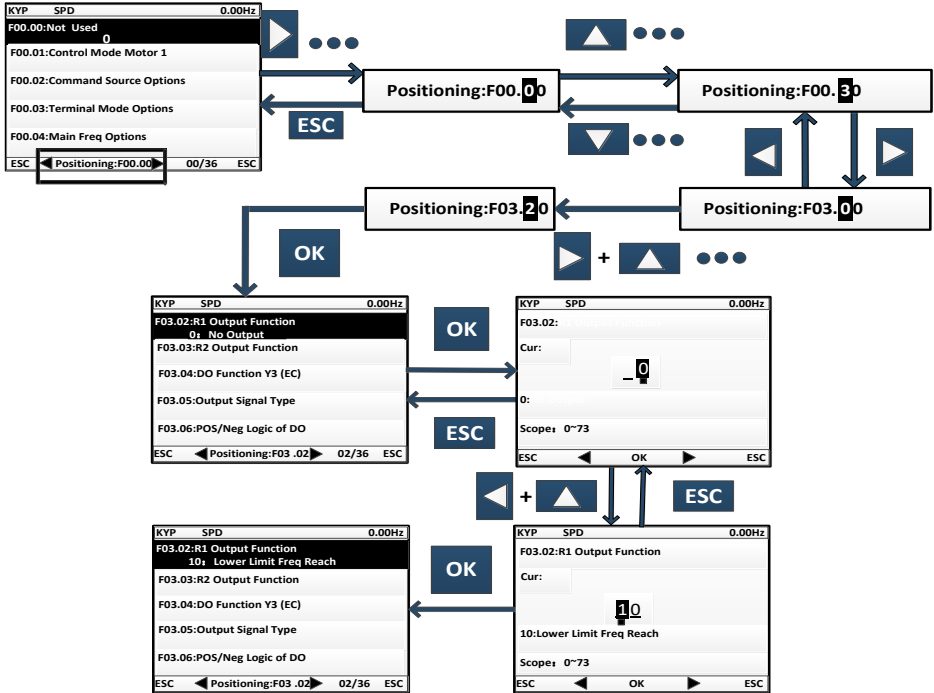 KYP SPD 0.00Hz
F00.00:Not Used
0
F00.01:Control Mode Motor 1
F00.02:Command Source Options
F00.03:Terminal Mode Options
F00.04:Main Freq Options
ESC Positioning:F00.00 00/36 ESC
ESC
Positioning:F00.00
Positioning:F00.30
Positioning:F03.20
Positioning:F03.00
+
OK
KYP SPD 0.00Hz
F03.02:R1 Output Function
0: No Output
F03.03:R2 Output Function
F03.04:DO Function Y3 (EC)
F03.05:Output Signal Type
F03.06:POS/Neg Logic of DO
ESC Positioning:F03 .02 02/36 ESC
OK
ESC
KYP SPD 0.00Hz
F03.02:
Cur:
_0
0:
Scope: 0~73
ESC OK ESC
+
ESC
KYP SPD 0.00Hz
F03.02:R1 Output Function
10: Lower Limit Freq Reach
F03.03:R2 Output Function
F03.04:DO Function Y3 (EC)
F03.05:Output Signal Type
F03.06:POS/Neg Logic of DO
ESC Positioning:F03 .02 02/36 ESC
OK
KYP SPD 0.00Hz
F03.02:R1 Output Function
Cur:
10
10:Lower Limit Freq Reach
Scope: 0~73
ESC OK ESC